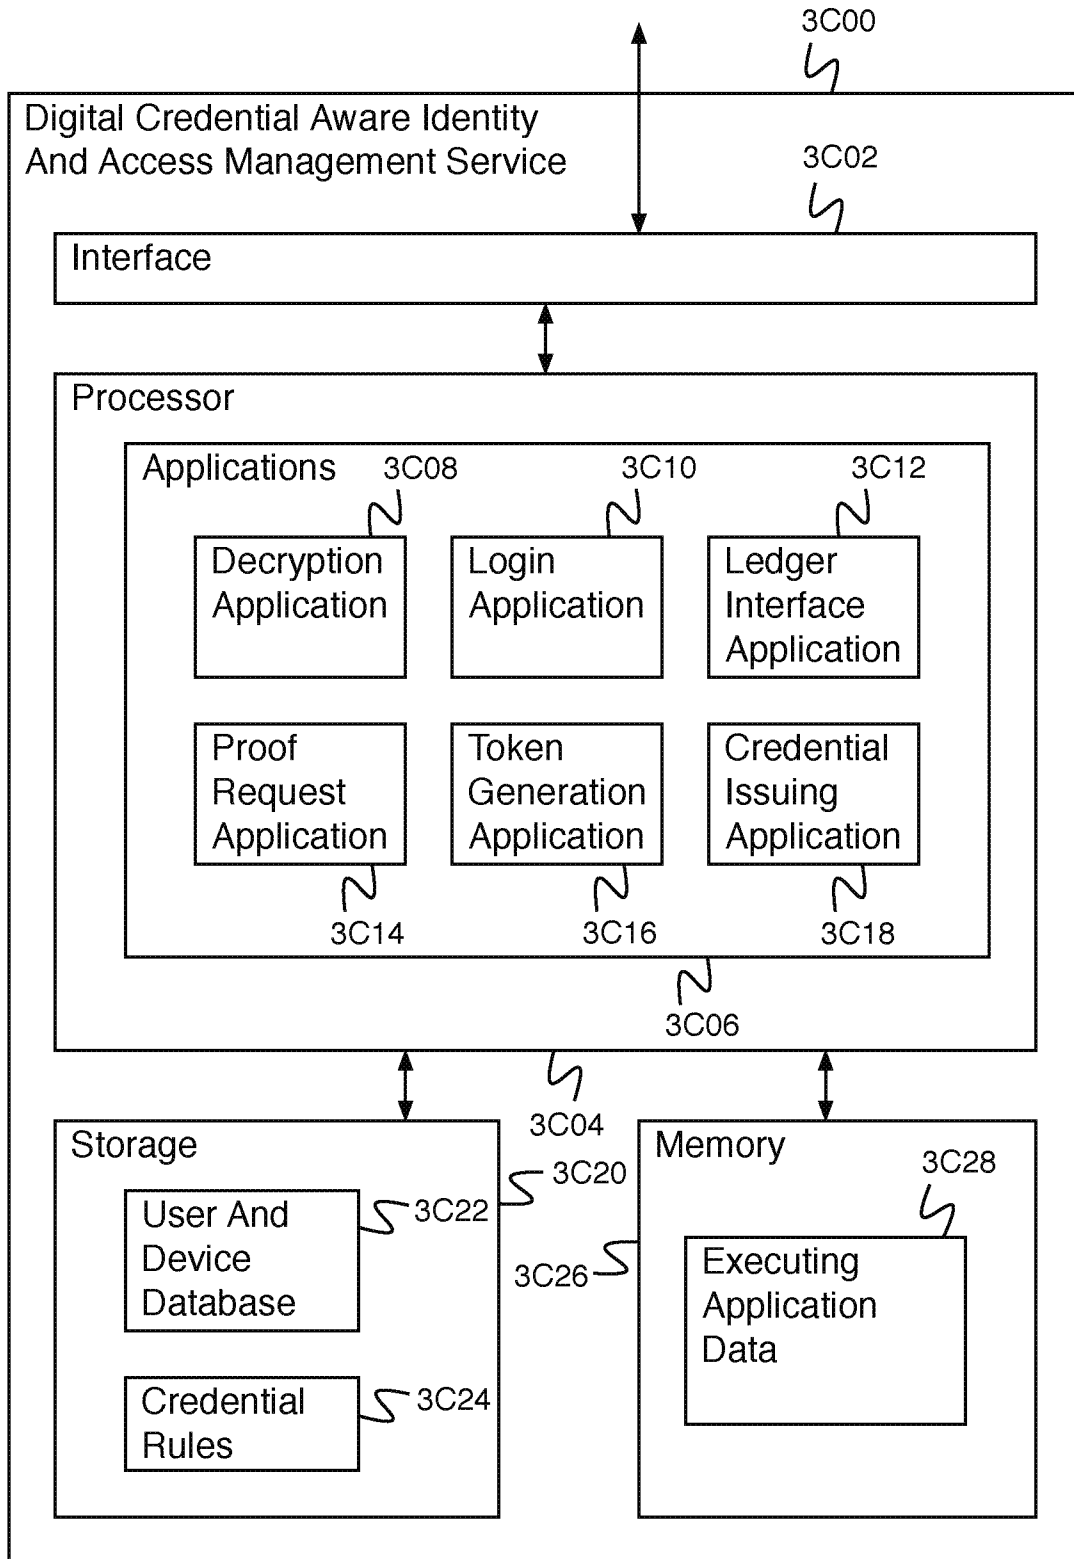 3C00
Digital Credential Aware Identity
And Access Management Service
3C02
Interface
Processor
Applications
3C08
3C10
3C12
Decryption
Application
Login
Application
Ledger
Interface
Application
Proof
Request
Application
Token
Generation
Application
Credential
Issuing
Application
3C14
3C16
3C18
3C06
3C04
Storage
3C20
User And
Device
Database
3C22
Credential
Rules
3C24
Memory
3C28
3C26
Executing
Application
Data